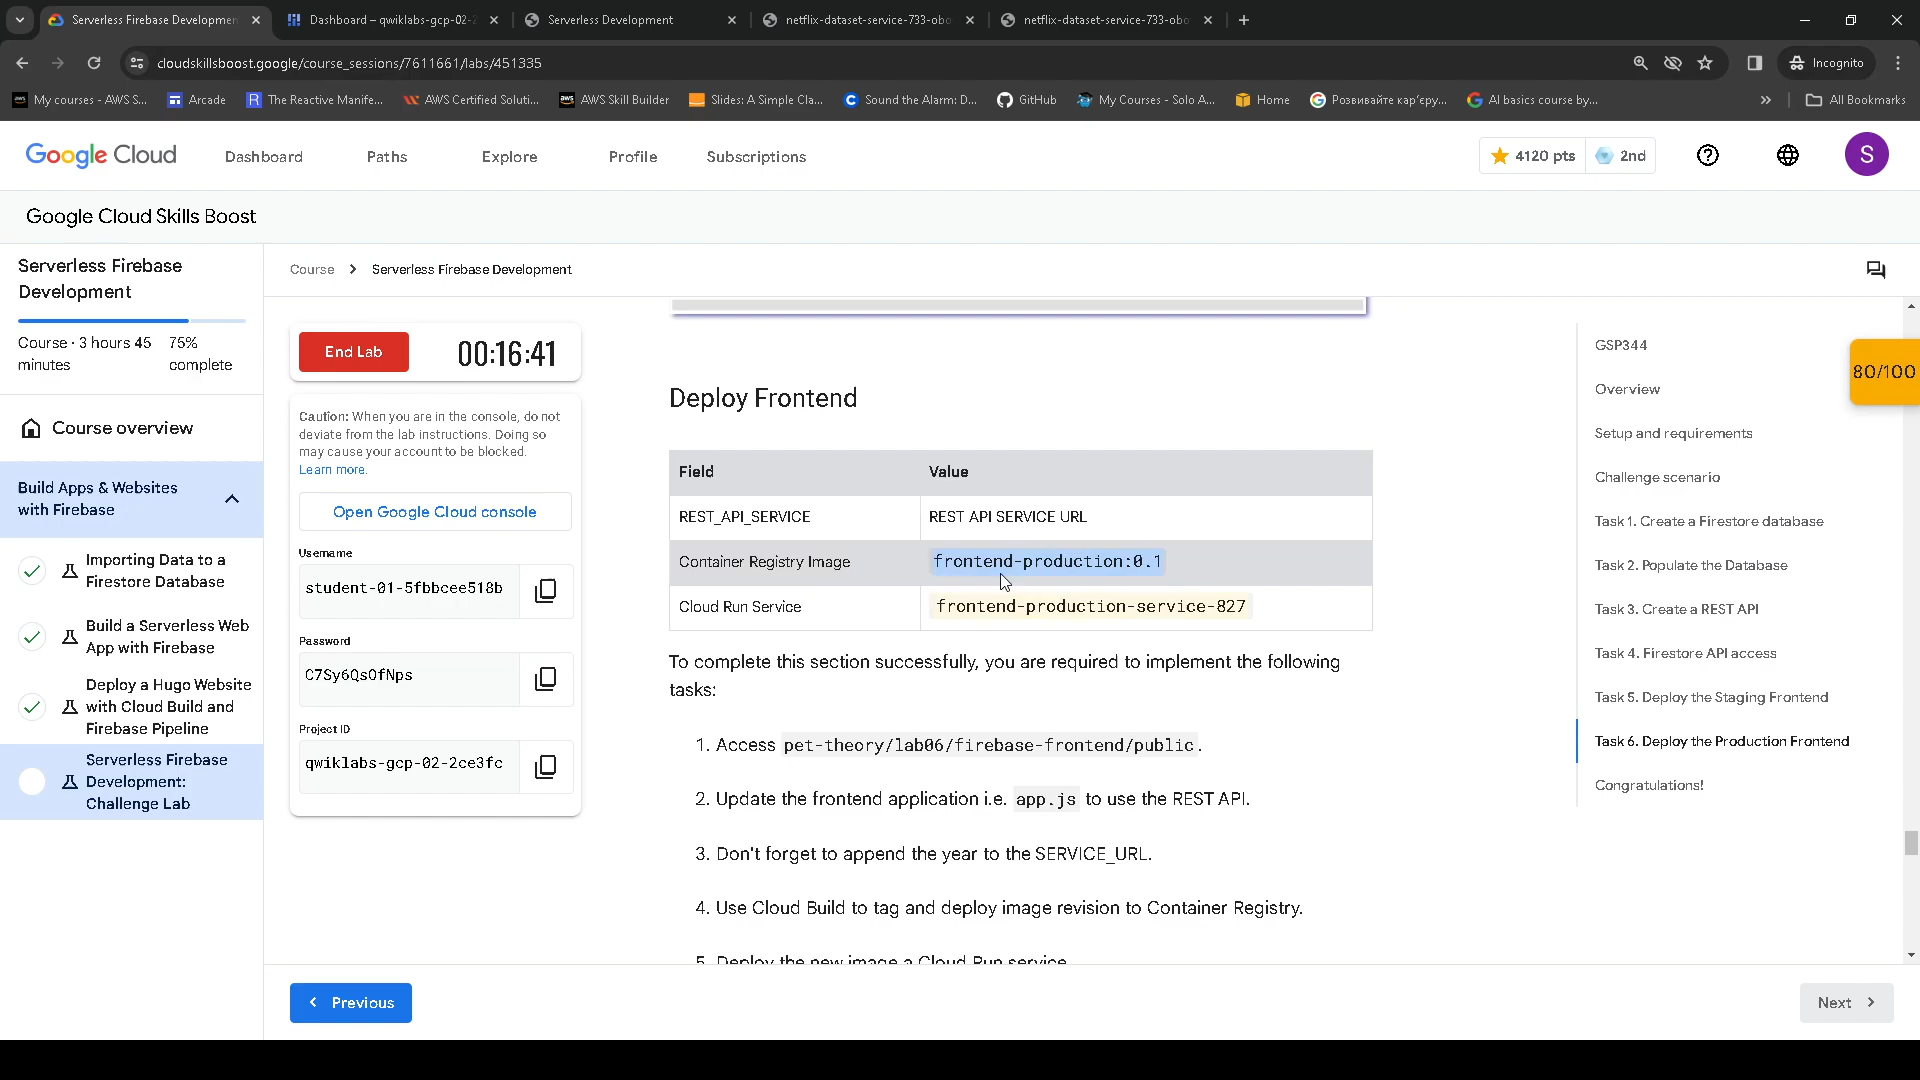 Serverless Firebase Developmen
Dashboard – qwiklabs-gcp-02-2
Serverless Development
netflix-dataset-service-733-obo
netflix-dataset-service-733-obo
cloudskillsboost.google/course_sessions/7611661/labs/451335
Incognito
My courses - AWS S...
Arcade
The Reactive Manife...
AWS Certified Soluti...
AWS Skill Builder
Slides: A Simple Cla...
Sound the Alarm: D...
GitHub
My Courses - Solo A...
Home
Розвивайте кар'єру...
AI basics course by...
All Bookmarks
Google Cloud
Dashboard
Paths
Explore
Profile
Subscriptions
4120 pts
2nd
S
Google Cloud Skills Boost
Serverless Firebase
Development
Course · 3 hours 45
minutes
75%
complete
Course overview
Build Apps & Websites
with Firebase
Importing Data to a
Firestore Database
Build a Serverless Web
App with Firebase
Deploy a Hugo Website
with Cloud Build and
Firebase Pipeline
Serverless Firebase
Development:
Challenge Lab
Course > Serverless Firebase Development
End Lab
00:16:41
Caution: When you are in the console, do not
deviate from the lab instructions. Doing so
may cause your account to be blocked.
Learn more.
Open Google Cloud console
Username
student-01-5fbbcee518b
Password
C7Sy6QsOfNps
Project ID
qwiklabs-gcp-02-2ce3fc
Deploy Frontend
Field Value
REST_API_SERVICE REST API SERVICE URL
Container Registry Image frontend-production:0.1
Cloud Run Service frontend-production-service-827
To complete this section successfully, you are required to implement the following
tasks:
1. Access pet-theory/lab06/firebase-frontend/public.
2. Update the frontend application i.e. app.js to use the REST API.
3. Don't forget to append the year to the SERVICE_URL.
4. Use Cloud Build to tag and deploy image revision to Container Registry.
5. Deploy the new image a Cloud Run service
GSP344
Overview
Setup and requirements
Challenge scenario
Task 1. Create a Firestore database
Task 2. Populate the Database
Task 3. Create a REST API
Task 4. Firestore API access
Task 5. Deploy the Staging Frontend
Task 6. Deploy the Production Frontend
Congratulations!
80/100
Previous
Next